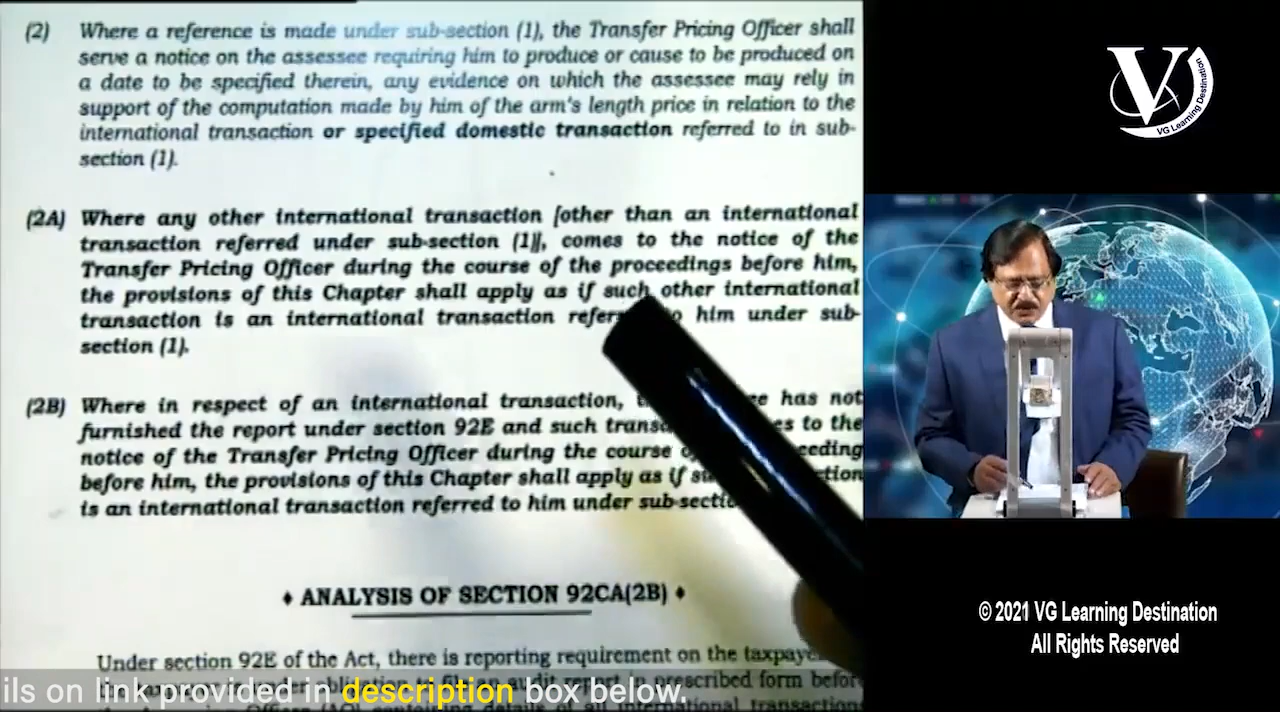 (2) Where a reference is made under sub-section (1), the Transfer Pricing Officer shall
serve a notice on the assessee requiring him to produce or cause to be produced on
a date to be specified therein, any evidence on which the assessee may rely in
support of the computation made by him of the arm's length price in relation to the
international transaction or specified domestic transaction referred to in sub-
section (1).
(2A) Where any other international transaction [other than an international
transaction referred under sub-section (1)], comes to the notice of the
Transfer Pricing Officer during the course of the proceedings before him,
the provisions of this Chapter shall apply as if such other international
transaction is an international transaction him under sub-
section (1).
(2B) Where in respect of an international transaction, has not
furnished the report under section 92E and such to the
notice of the Transfer Pricing Officer during the course
before him, the provisions of this Chapter shall apply as if
is an international transaction referred to him under
♦ ANALYSIS OF SECTION 92CA(2B) ♦
Under section 92E of the Act, there is reporting requirement on the
ils on link provided in description box below.
V
VG Learning Destination
© 2021 VG Learning Destination
All Rights Reserved